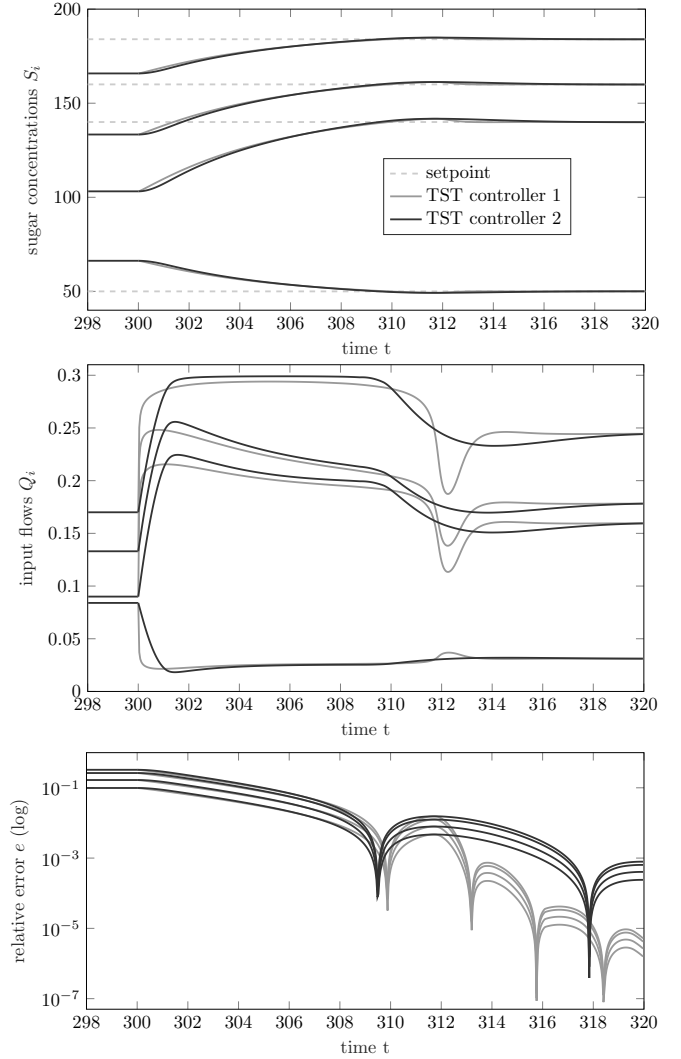 200
150
100
50
sugar concentrations Sᵢ
setpoint
TST controller 1
TST controller 2
298 300 302 304 306 308 310 312 314 316 318 320
time t
0.3
0.25
0.2
0.15
0.1
0.05
0
input flows Qᵢ
298 300 302 304 306 308 310 312 314 316 318 320
time t
10⁻¹
10⁻³
10⁻⁵
10⁻⁷
relative error e (log)
298 300 302 304 306 308 310 312 314 316 318 320
time t